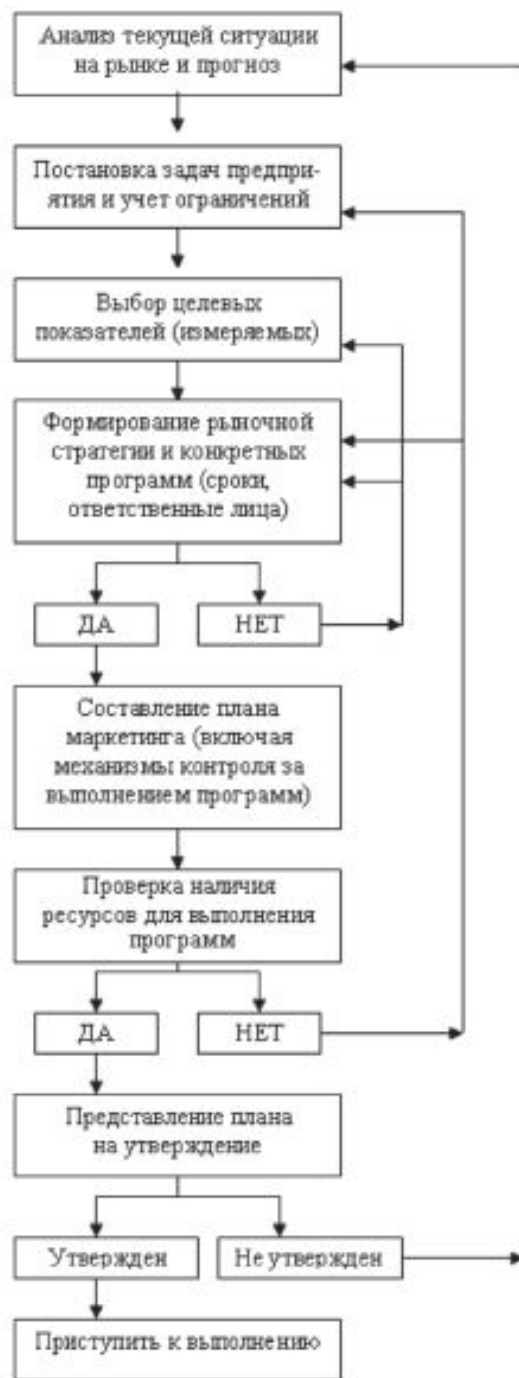 Анализ текущей ситуации
на рынке и прогноз
Постановка задач предпри-
ятия и учет ограничений
Выбор целевых
показателей (измеряемых)
Формирование рыночной
стратегии и конкретных
программ (сроки,
ответственные лица)
ДА
НЕТ
Составление плана
маркетинга (включая
механизмы контроля за
выполнением программ)
Проверка наличия
ресурсов для выполнения
программ
ДА
НЕТ
Представление плана
на утверждение
Утвержден
Не утвержден
Приступить к выполнению